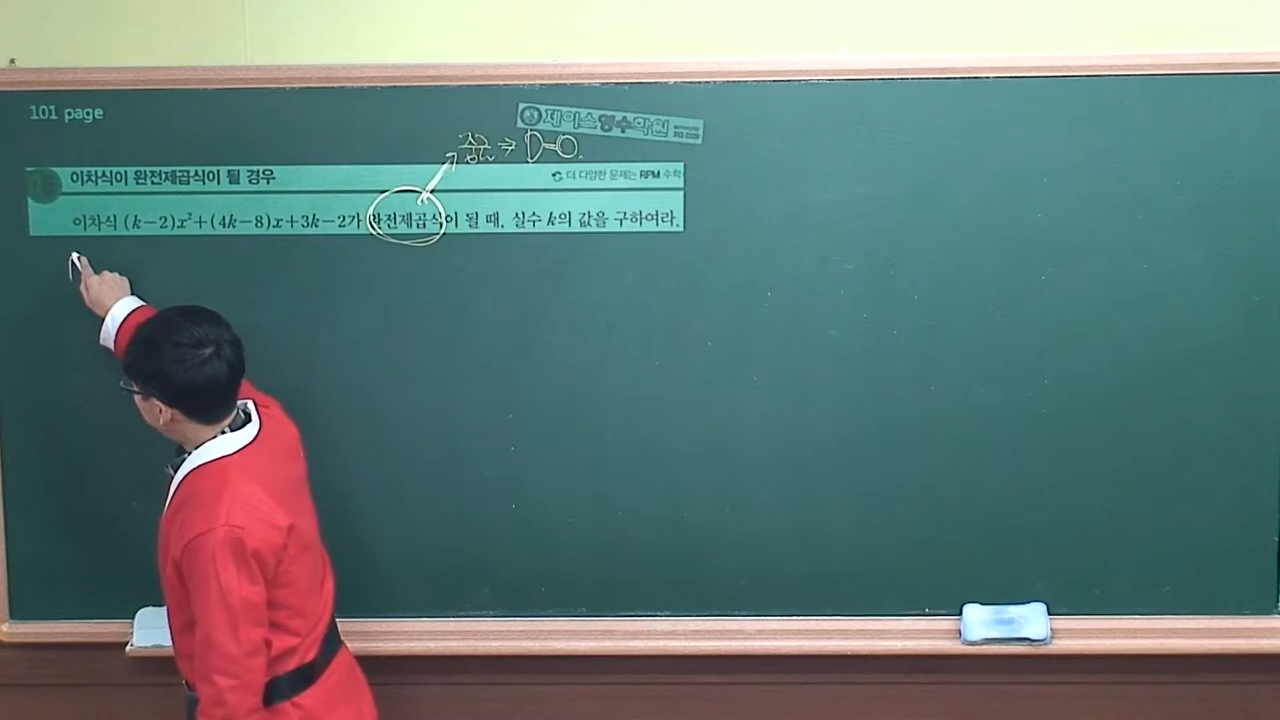 101 page
제이스영수학원
중근 ⇒ D=0.
이차식이 완전제곱식이 될 경우
더 다양한 문제는 RPM 수학
이차식 (k-2)x²+(4k-8)x+3k-2가 완전제곱식이 될 때, 실수 k의 값을 구하여라.